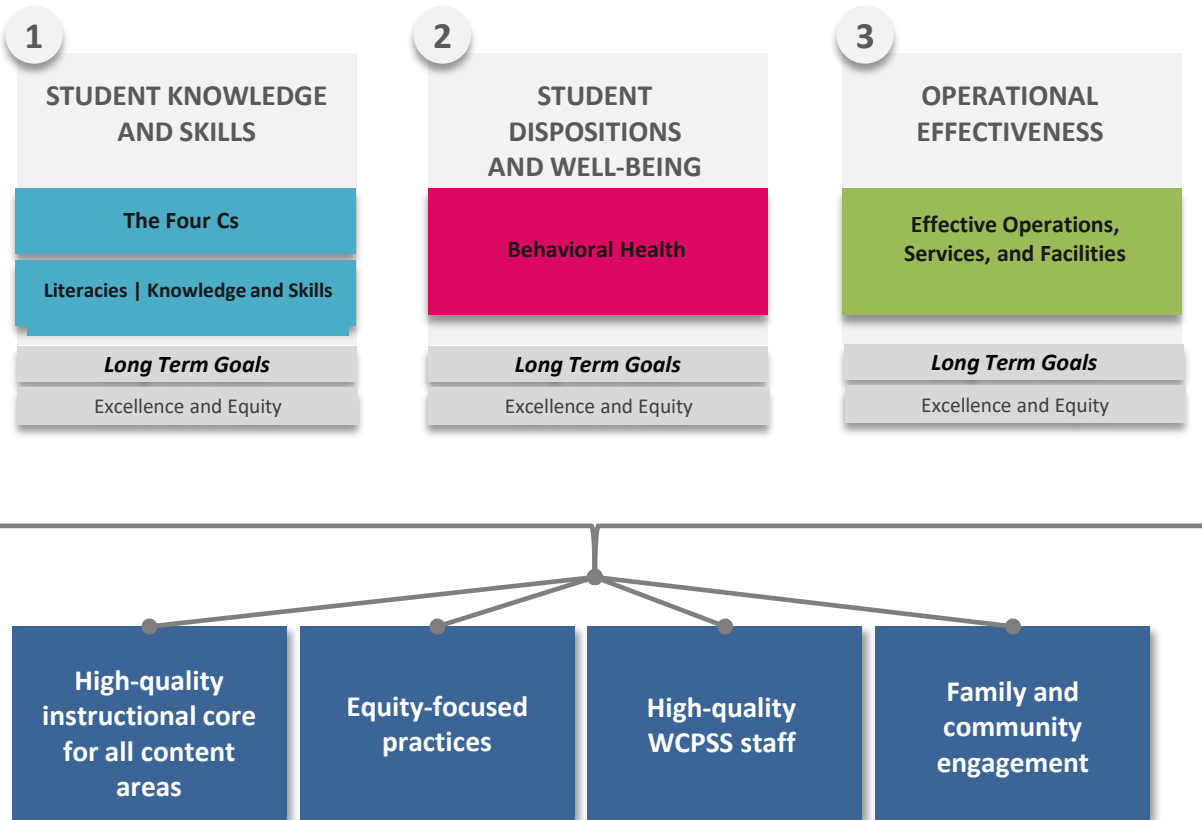 1
STUDENT KNOWLEDGE
AND SKILLS
The Four Cs
Literacies | Knowledge and Skills
Long Term Goals
Excellence and Equity
2
STUDENT
DISPOSITIONS
AND WELL-BEING
Behavioral Health
Long Term Goals
Excellence and Equity
3
OPERATIONAL
EFFECTIVENESS
Effective Operations,
Services, and Facilities
Long Term Goals
Excellence and Equity
High-quality
instructional core
for all content
areas
Equity-focused
practices
High-quality
WCPSS staff
Family and
community
engagement